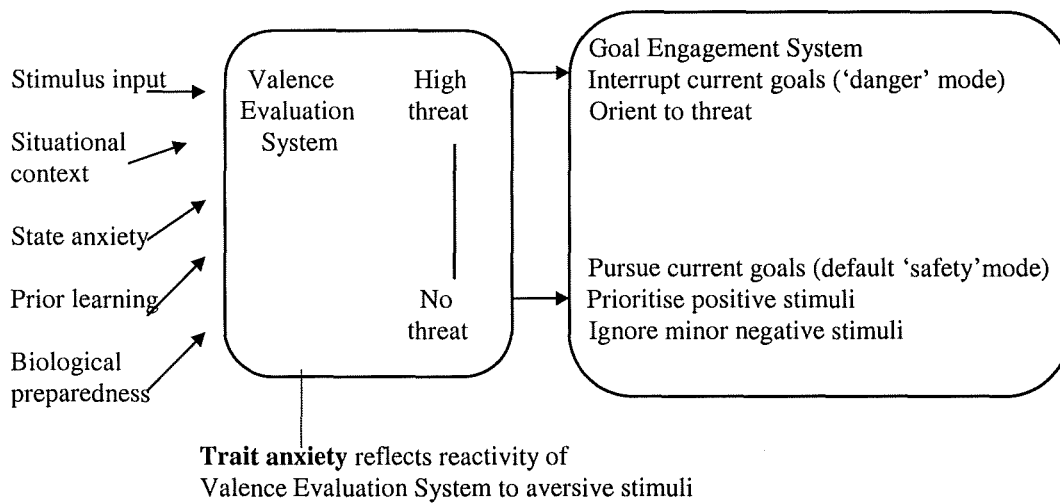 Stimulus input
Situational
context
State anxiety
Prior learning
Biological
preparedness
Valence
Evaluation
System
High
threat
No
threat
Goal Engagement System
Interrupt current goals (‘danger’ mode)
Orient to threat
Pursue current goals (default ‘safety’mode)
Prioritise positive stimuli
Ignore minor negative stimuli
Trait anxiety reflects reactivity of
Valence Evaluation System to aversive stimuli